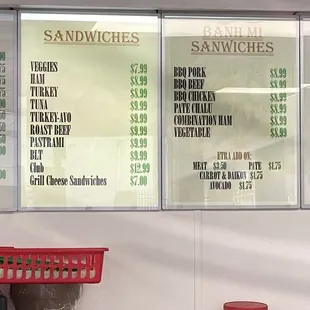 SANDWICHES
VEGGIES $7.99
HAM $8.99
TURKEY $8.99
TUNA $9.99
TURKEY-AVO $9.99
ROAST BEEF $9.99
PASTRAMI $9.99
BLT $9.99
Club $12.99
Grill Cheese Sandwiches $7.00
BANH MI
SANWICHES
BBQ PORK $8.99
BBQ BEEF $8.99
BBQ CHICKEN $8.99
PATE CHALU $8.99
COMBINATION HAM $8.99
VEGETABLE $8.99
ETRA ADD ON:
MEAT $3.50 PATE $1.75
CARROT & DAIKON $1.75
AVOCADO $1.75